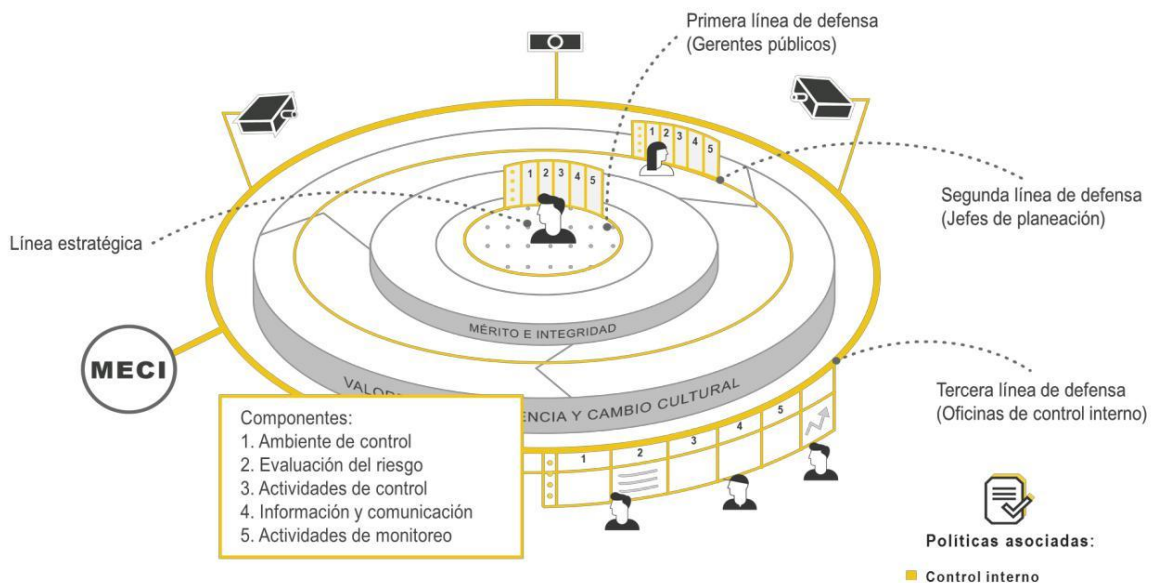 Primera línea de defensa
(Gerentes públicos)
1 2 3 4 5
1 2 3 4 5
Segunda línea de defensa
(Jefes de planeación)
Línea estratégica
MÉRITO E INTEGRIDAD
MECI
CAMBIO CULTURAL
Tercera línea de defensa
(Oficinas de control interno)
Componentes:
1. Ambiente de control
2. Evaluación del riesgo
3. Actividades de control
4. Información y comunicación
5. Actividades de monitoreo
1 2 3 4 5
Políticas asociadas:
Control interno